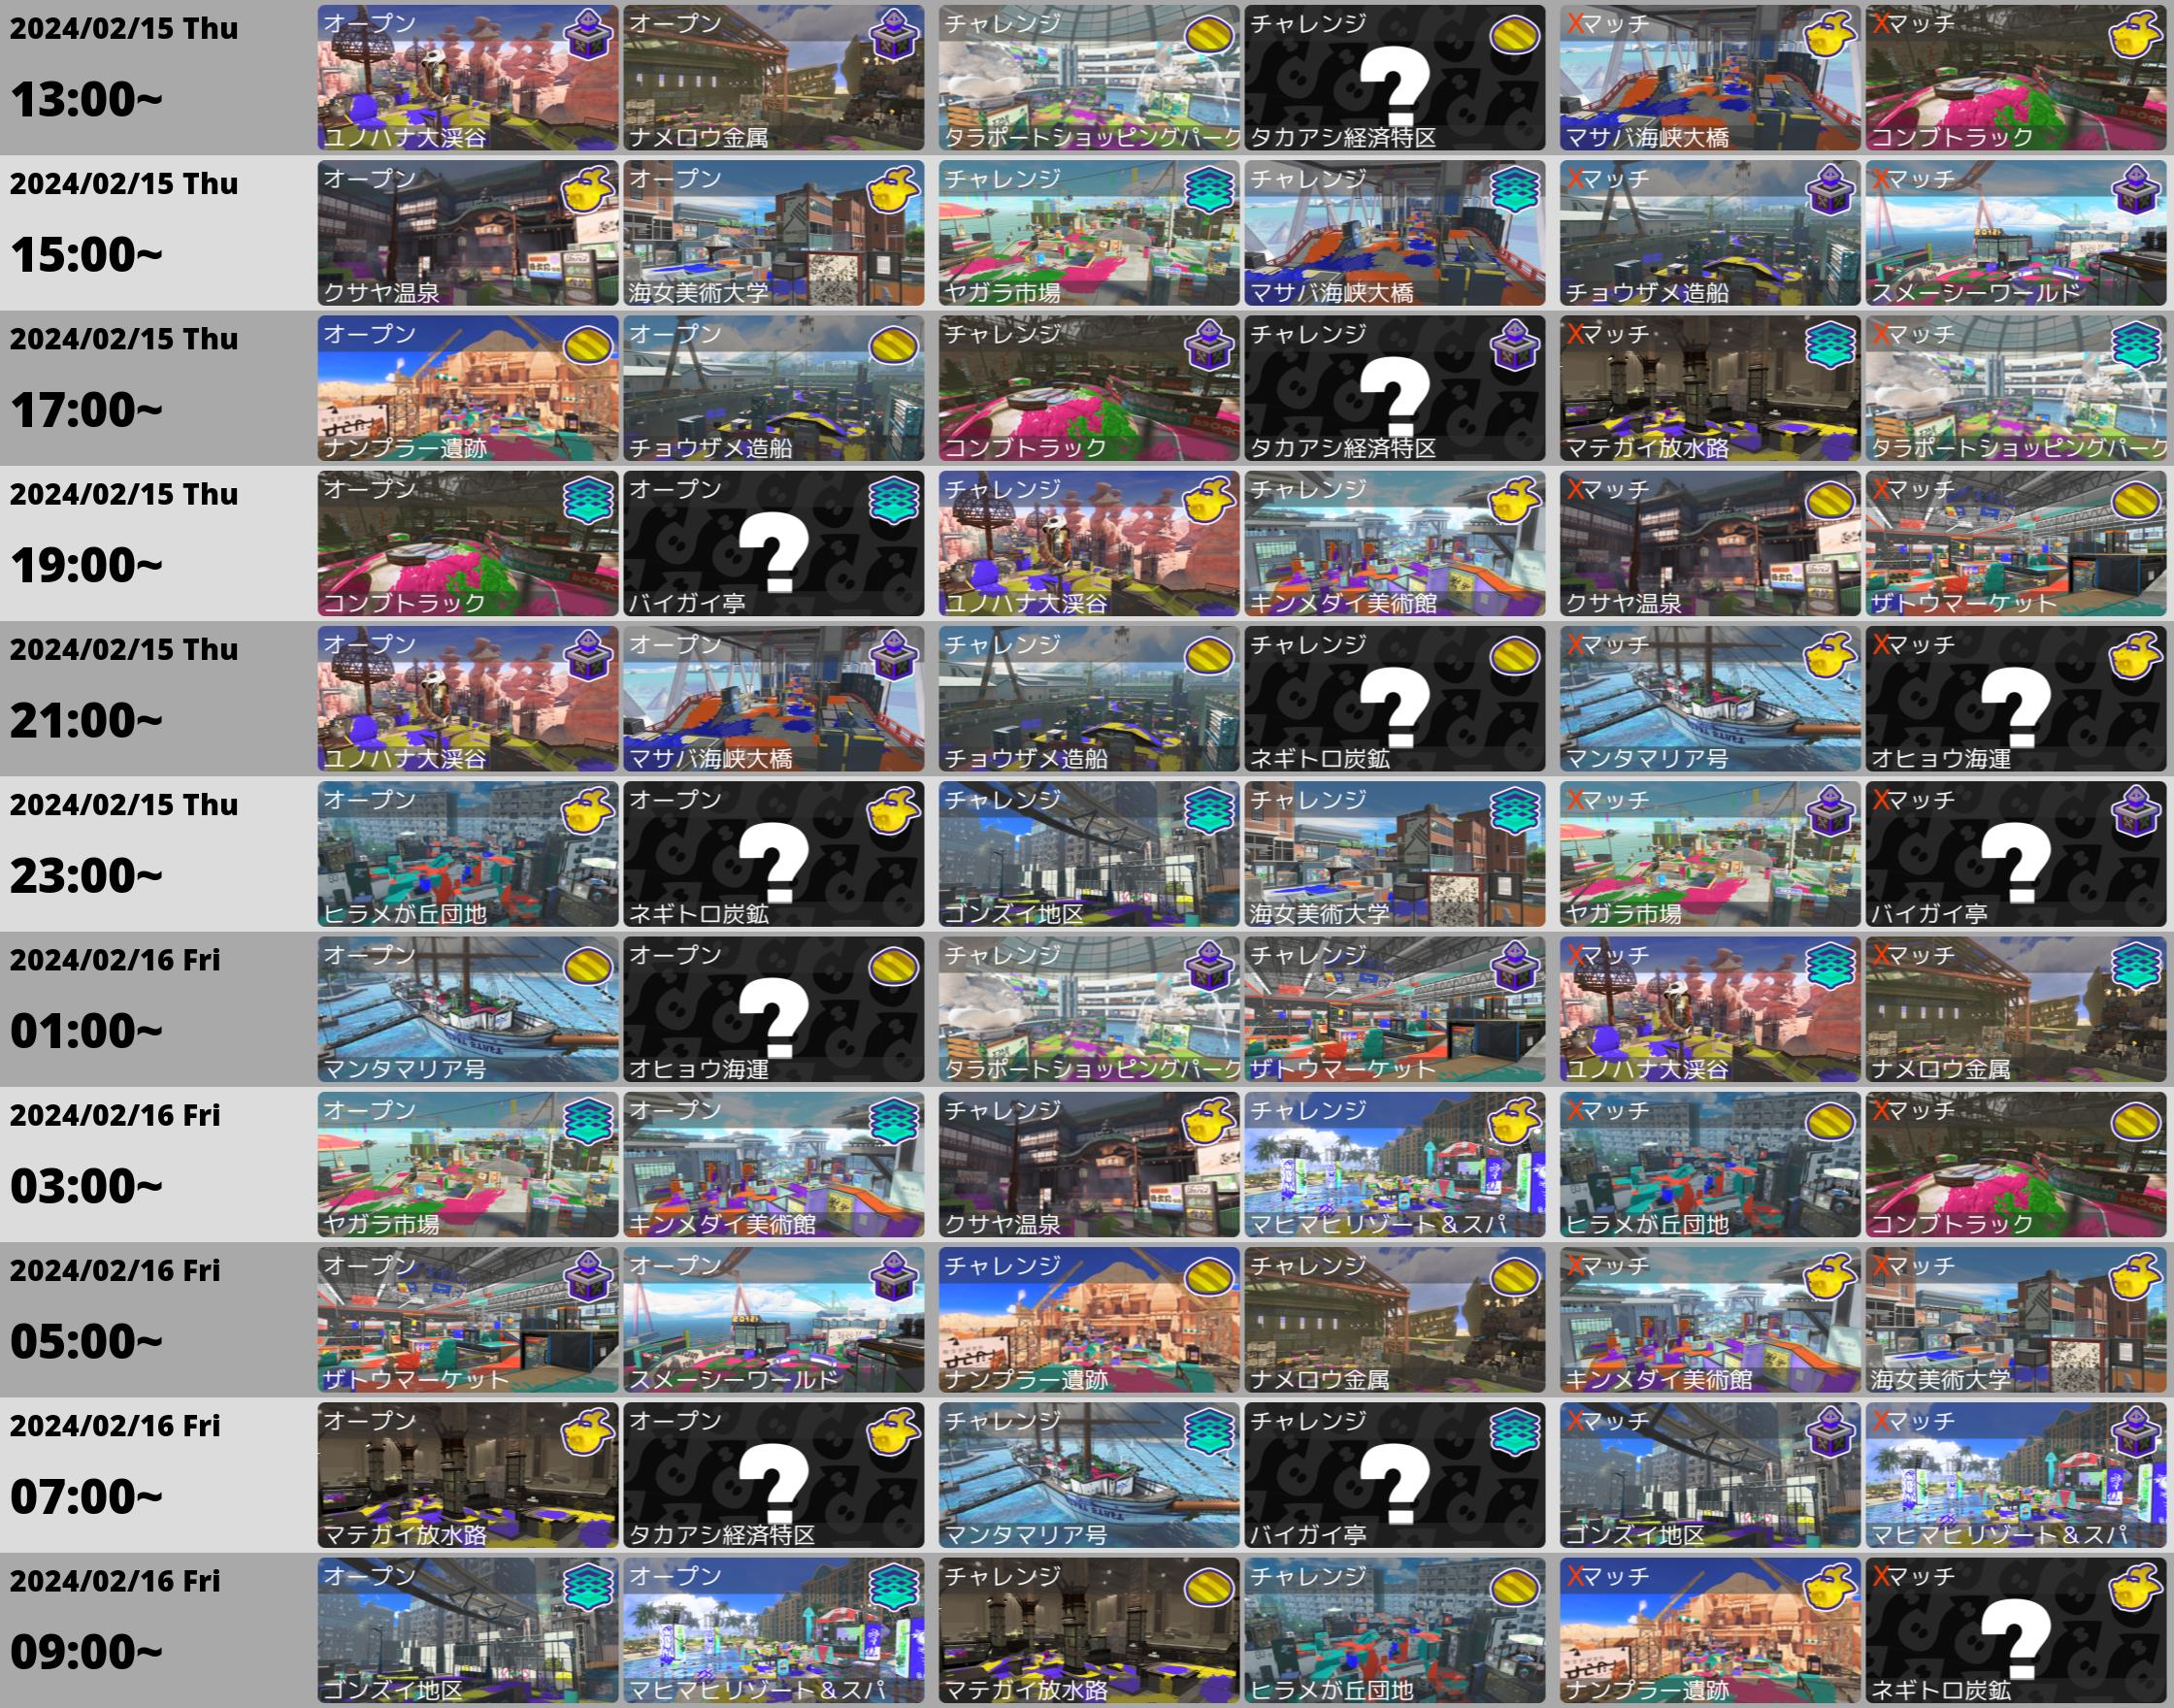 2024/02/15 Thu
13:00~
オープン
ユノハナ大渓谷
オープン
ナメロウ金属
チャレンジ
タラポートショッピングパーク
チャレンジ
?
タカアシ経済特区
Xマッチ
マサバ海峡大橋
Xマッチ
コンブトラック
2024/02/15 Thu
15:00~
オープン
クサヤ温泉
オープン
海女美術大学
チャレンジ
ヤガラ市場
チャレンジ
マサバ海峡大橋
Xマッチ
チョウザメ造船
Xマッチ
スメーシーワールド
2024/02/15 Thu
17:00~
オープン
ナンプラー遺跡
オープン
チョウザメ造船
チャレンジ
コンブトラック
チャレンジ
?
タカアシ経済特区
Xマッチ
マテガイ放水路
Xマッチ
タラポートショッピングパーク
2024/02/15 Thu
19:00~
オープン
コンブトラック
オープン
?
バイガイ亭
チャレンジ
ユノハナ大渓谷
チャレンジ
キンメダイ美術館
Xマッチ
クサヤ温泉
Xマッチ
ザトウマーケット
2024/02/15 Thu
21:00~
オープン
ユノハナ大渓谷
オープン
マサバ海峡大橋
チャレンジ
チョウザメ造船
チャレンジ
?
ネギトロ炭鉱
Xマッチ
マンタマリア号
Xマッチ
?
オヒョウ海運
2024/02/15 Thu
23:00~
オープン
ヒラメが丘団地
オープン
?
ネギトロ炭鉱
チャレンジ
ゴンズイ地区
チャレンジ
海女美術大学
Xマッチ
ヤガラ市場
Xマッチ
?
バイガイ亭
2024/02/16 Fri
01:00~
オープン
マンタマリア号
オープン
?
オヒョウ海運
チャレンジ
タラポートショッピングパーク
チャレンジ
ザトウマーケット
Xマッチ
ユノハナ大渓谷
Xマッチ
ナメロウ金属
2024/02/16 Fri
03:00~
オープン
ヤガラ市場
オープン
キンメダイ美術館
チャレンジ
クサヤ温泉
チャレンジ
マヒマヒリゾート＆スパ
Xマッチ
ヒラメが丘団地
Xマッチ
コンブトラック
2024/02/16 Fri
05:00~
オープン
ザトウマーケット
オープン
スメーシーワールド
チャレンジ
ナンプラー遺跡
チャレンジ
ナメロウ金属
Xマッチ
キンメダイ美術館
Xマッチ
海女美術大学
2024/02/16 Fri
07:00~
オープン
マテガイ放水路
オープン
?
タカアシ経済特区
チャレンジ
マンタマリア号
チャレンジ
?
バイガイ亭
Xマッチ
ゴンズイ地区
Xマッチ
マヒマヒリゾート＆スパ
2024/02/16 Fri
09:00~
オープン
ゴンズイ地区
オープン
マヒマヒリゾート＆スパ
チャレンジ
マテガイ放水路
チャレンジ
ヒラメが丘団地
Xマッチ
ナンプラー遺跡
Xマッチ
?
ネギトロ炭鉱